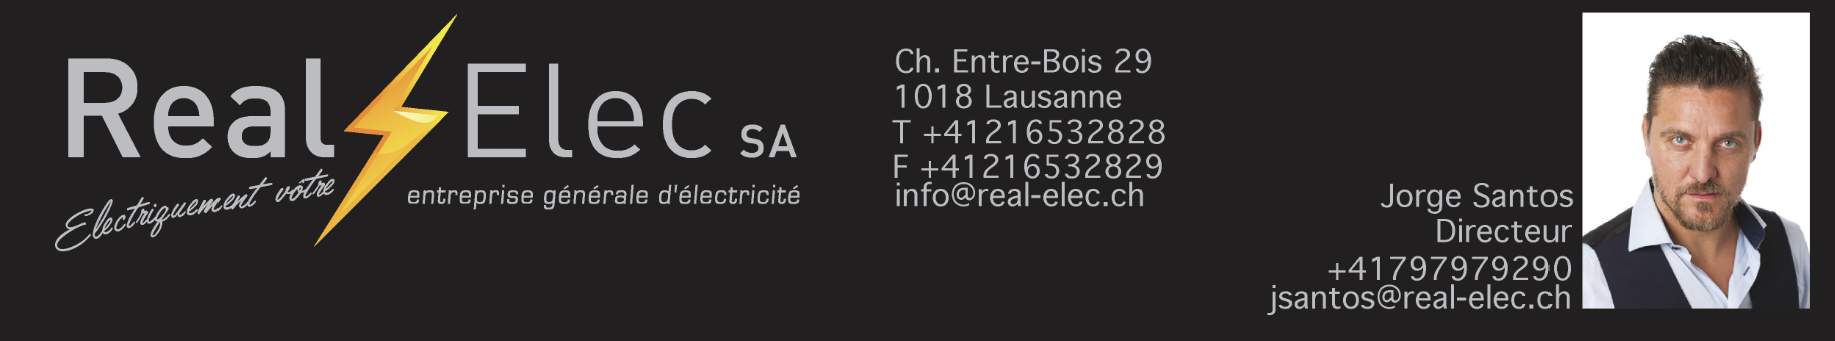 Real Elec SA
Electriquement vôtre
entreprise générale d'électricité
Ch. Entre-Bois 29
1018 Lausanne
T +41216532828
F +41216532829
info@real-elec.ch
Jorge Santos
Directeur
+41797979290
jsantos@real-elec.ch